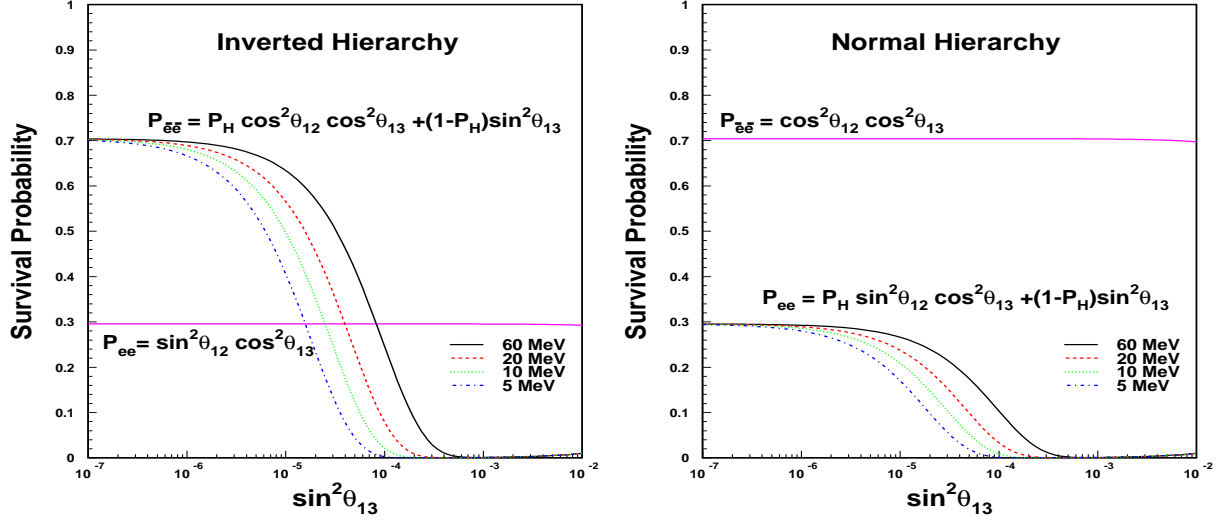 Inverted Hierarchy
P_ēē = P_H cos²θ₁₂ cos²θ₁₃ +(1-P_H)sin²θ₁₃
P_ee = sin²θ₁₂ cos²θ₁₃
60 MeV
20 MeV
10 MeV
5 MeV
Survival Probability
1
0.9
0.8
0.7
0.6
0.5
0.4
0.3
0.2
0.1
0
10⁻⁷ 10⁻⁶ 10⁻⁵ 10⁻⁴ 10⁻³ 10⁻²
sin²θ₁₃
Normal Hierarchy
P_ēē = cos²θ₁₂ cos²θ₁₃
P_ee = P_H sin²θ₁₂ cos²θ₁₃ +(1-P_H)sin²θ₁₃
60 MeV
20 MeV
10 MeV
5 MeV
Survival Probability
1
0.9
0.8
0.7
0.6
0.5
0.4
0.3
0.2
0.1
0
10⁻⁷ 10⁻⁶ 10⁻⁵ 10⁻⁴ 10⁻³ 10⁻²
sin²θ₁₃